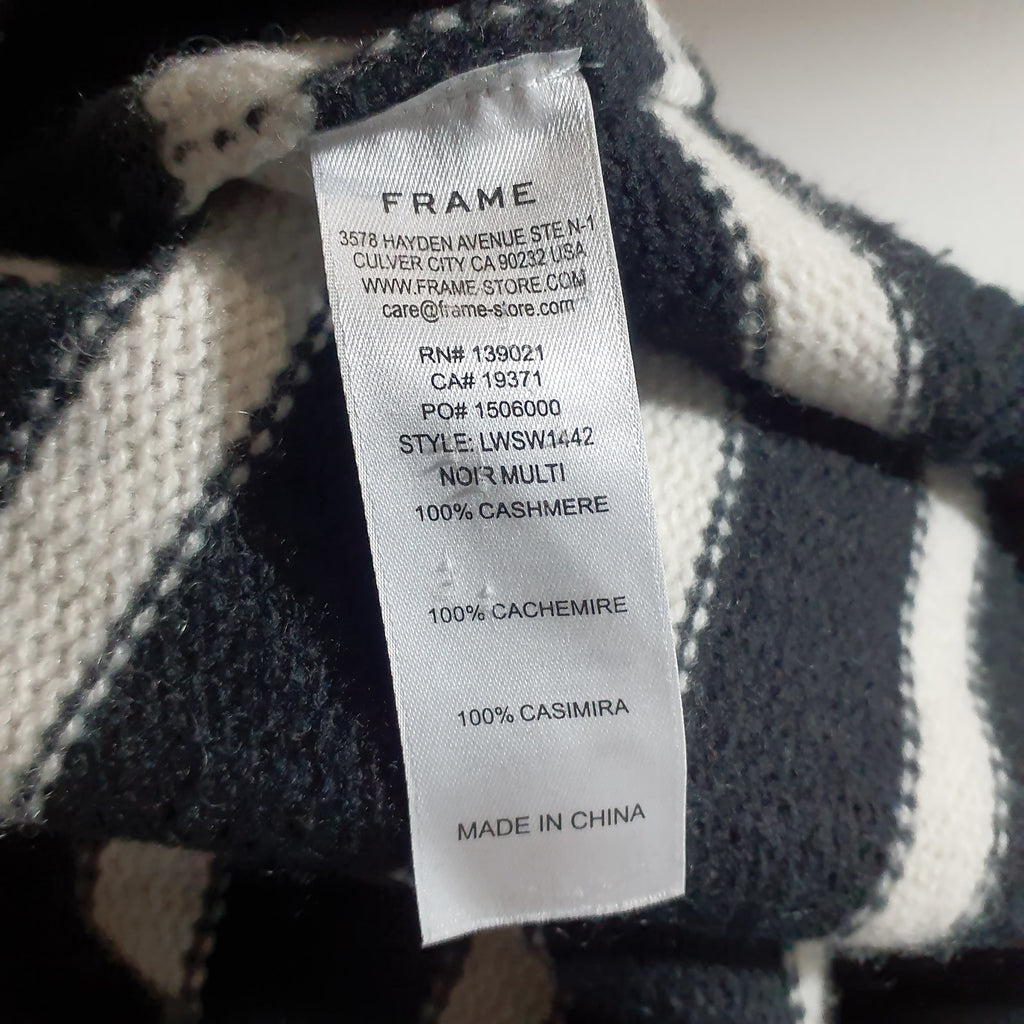 FRAME
3578 HAYDEN AVENUE STE N-1
CULVER CITY CA 90232 USA
WWW.FRAME-STORE.COM
care@frame-store.com
RN# 139021
CA# 19371
PO# 1506000
STYLE: LWSW1442
NOIR MULTI
100% CASHMERE
100% CACHEMIRE
100% CASIMIRA
MADE IN CHINA